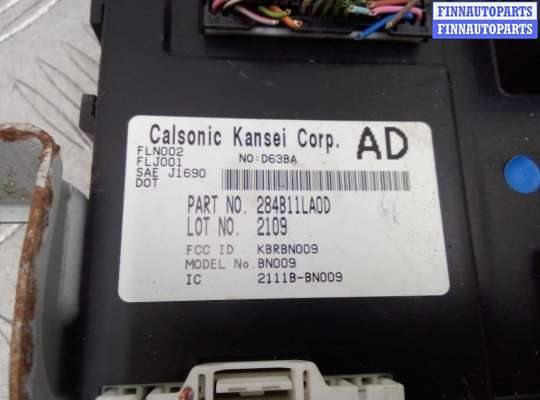 FINNAUTOPARTS
FINNAUTOPARTS
Calsonic Kansei Corp. AD
FLN002
FLJ001
NO:D63BA
SAE J1690
DOT
PART NO. 284B11LA0D
LOT NO. 2109
FCC ID KBRBN009
MODEL No. BN009
IC 2111B-BN009